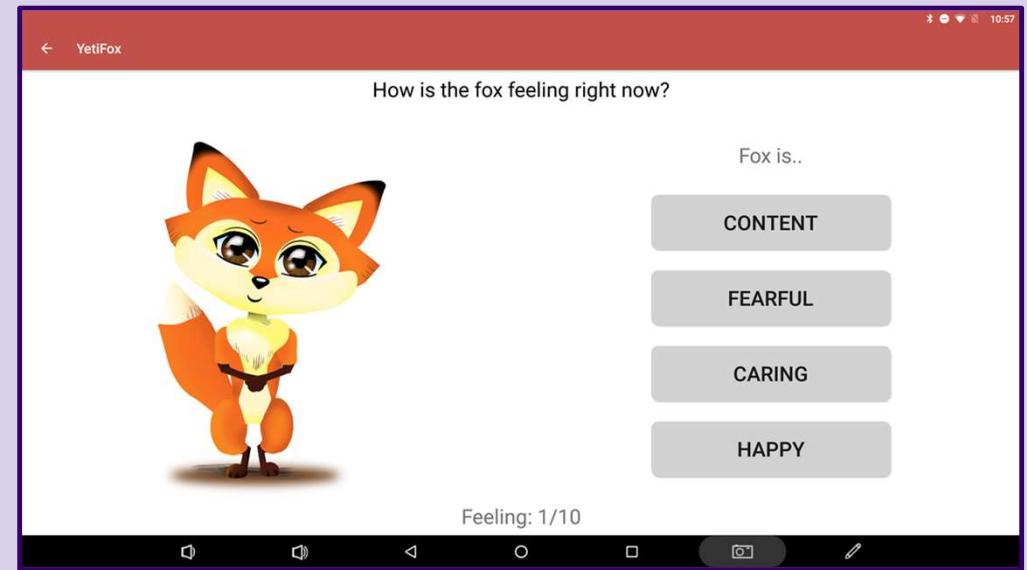 10:57
YetiFox
How is the fox feeling right now?
Fox is..
CONTENT
FEARFUL
CARING
HAPPY
Feeling: 1/10